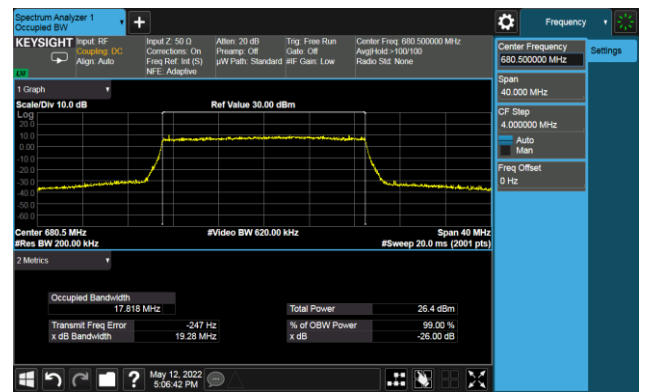 Spectrum Analyzer 1
Occupied BW
Frequency
KEYSIGHT
Input: RF
Coupling: DC
Align: Auto
Input Z: 50 Ω
Corrections: On
Freq Ref: Int (S)
NFE: Adaptive
Atten: 20 dB
Preamp: Off
µW Path: Standard
Trig: Free Run
Gate: Off
#IF Gain: Low
Center Freq: 680.500000 MHz
Avg|Hold:>100/100
Radio Std: None
Center Frequency
680.500000 MHz
Settings
Span
40.000 MHz
CF Step
4.000000 MHz
Auto
Man
Freq Offset
0 Hz
1 Graph
Scale/Div 10.0 dB
Ref Value 30.00 dBm
Log
20.0
10.0
0.00
-10.0
-20.0
-30.0
-40.0
-50.0
-60.0
Center 680.5 MHz
#Video BW 620.00 kHz
Span 40 MHz
#Res BW 200.00 kHz
#Sweep 20.0 ms (2001 pts)
2 Metrics
Occupied Bandwidth
17.818 MHz
Total Power 26.4 dBm
Transmit Freq Error -247 Hz
% of OBW Power 99.00 %
x dB Bandwidth 19.28 MHz
x dB -26.00 dB
?
May 12, 2022
5:06:42 PM